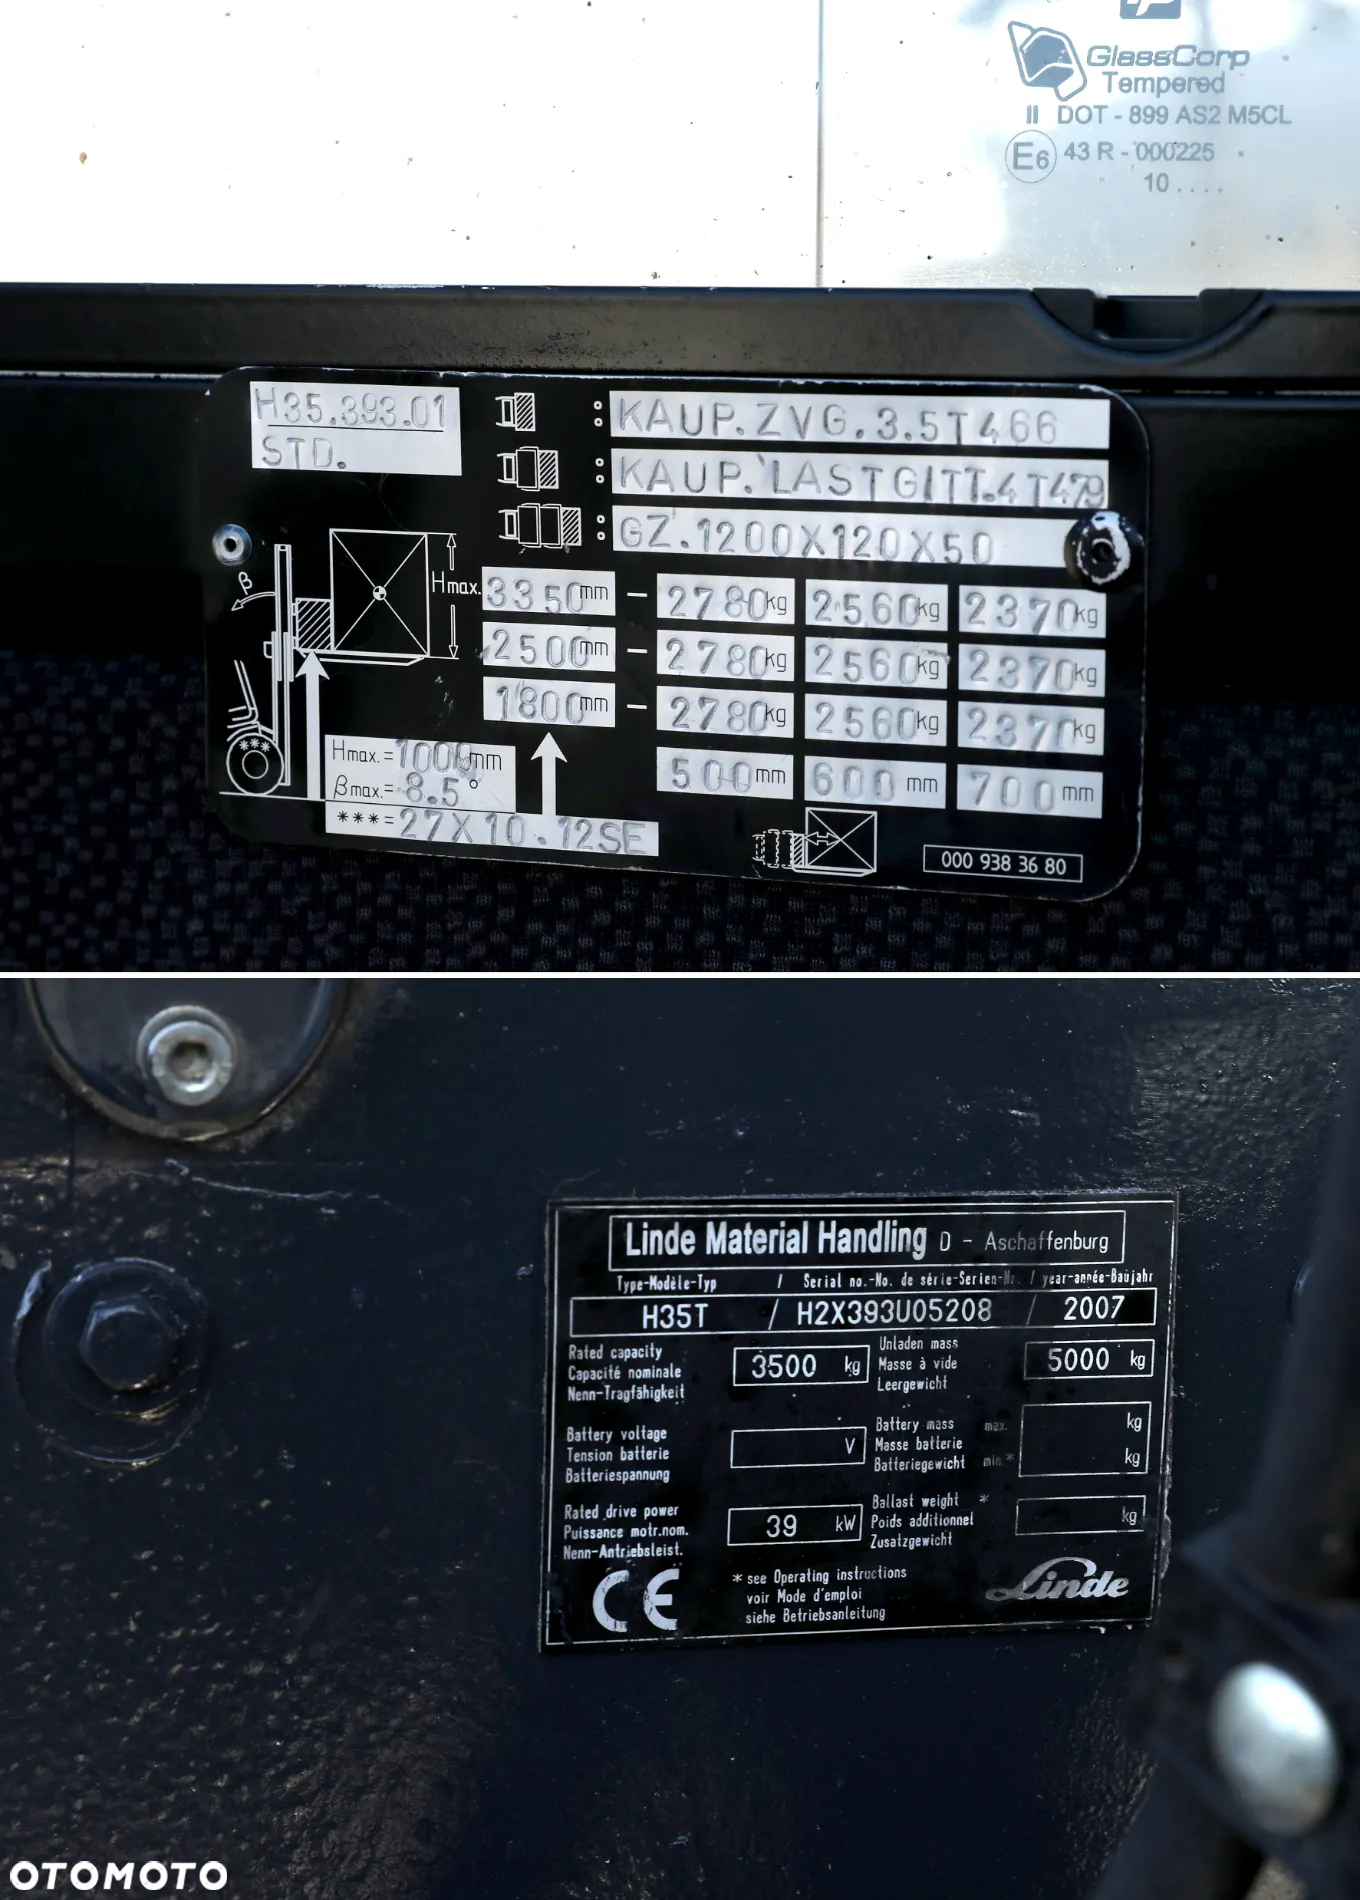 GlassCorp
Tempered
II DOT - 899 AS2 M5CL
E6 43 R - 000225
10 . . . .
H35.393.01
STD.
: KAUP.ZVG.3.5T466
: KAUP.LASTGITT.4T479
: GZ.1200X120X50
β
Hmax.
3350mm – 2780kg 2560kg 2370kg
2500mm – 2780kg 2560kg 2370kg
1800mm – 2780kg 2560kg 2370kg
500mm 600mm 700mm
***
Hmax.= 1000mm
βmax.= 8.5°
***= 27X10.12SE
000 938 36 80
Linde Material Handling D - Aschaffenburg
Type-Modèle-Typ / Serial no.-No. de série-Serien-Nr. / year-année-Baujahr
H35T / H2X393U05208 / 2007
Rated capacity
Capacité nominale
Nenn-Tragfähigkeit
3500 kg
Unladen mass
Masse à vide
Leergewicht
5000 kg
Battery voltage
Tension batterie
Batteriespannung
V
Battery mass max. kg
Masse batterie
Batteriegewicht min* kg
Rated drive power
Puissance motr.nom.
Nenn-Antriebsleist.
39 kW
Ballast weight *
Poids additionnel
Zusatzgewicht
kg
CE
* see Operating instructions
voir Mode d'emploi
siehe Betriebsanleitung
Linde
OTOMOTO